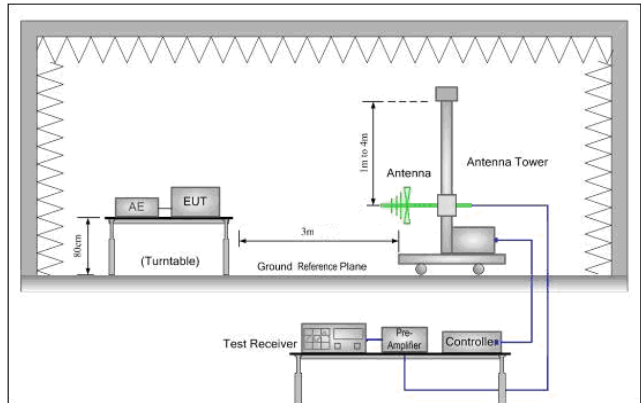 1m to 4m
Antenna
Antenna Tower
AE
EUT
80cm
(Turntable)
3m
Ground Reference Plane
Test Receiver
Pre-
Amplifier
Controller